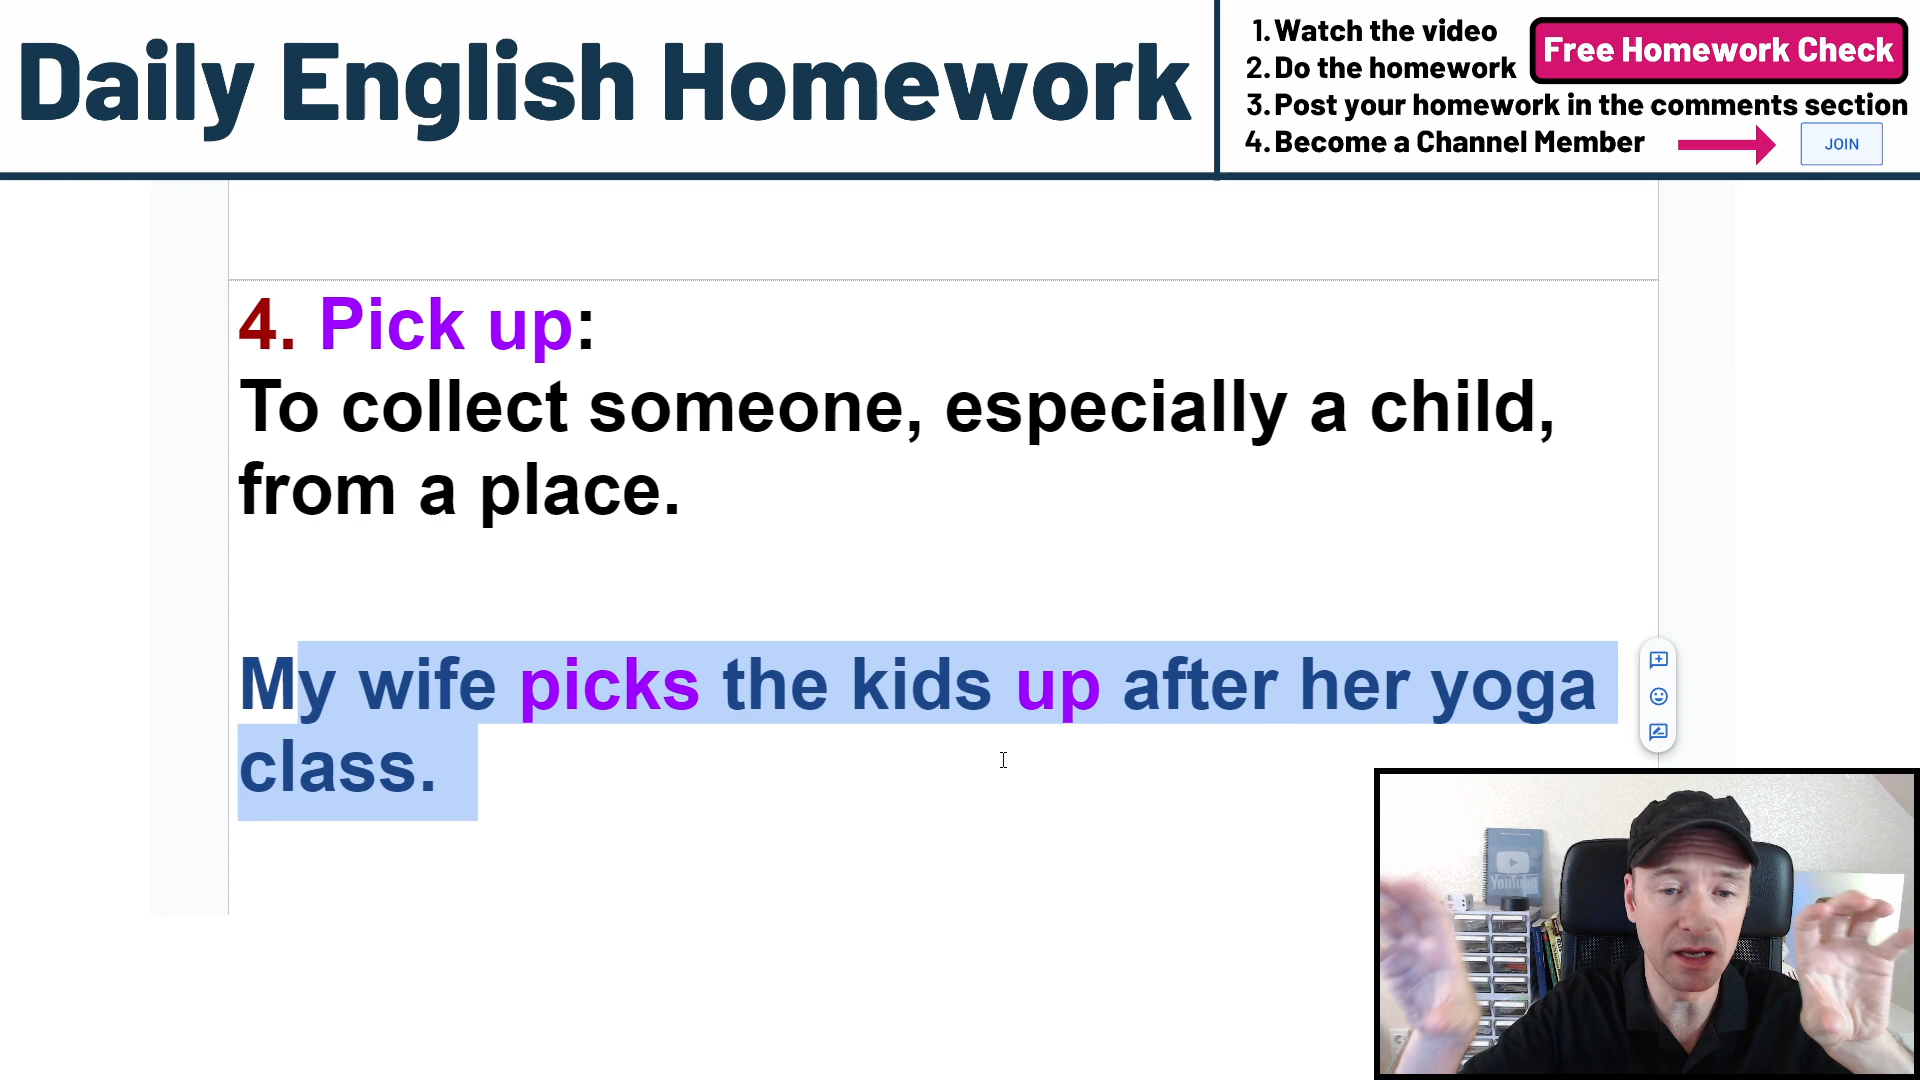 Daily English Homework
1. Watch the video
2. Do the homework
Free Homework Check
3. Post your homework in the comments section
4. Become a Channel Member
JOIN
4. Pick up:
To collect someone, especially a child,
from a place.
My wife picks the kids up after her yoga
class.
YouTube